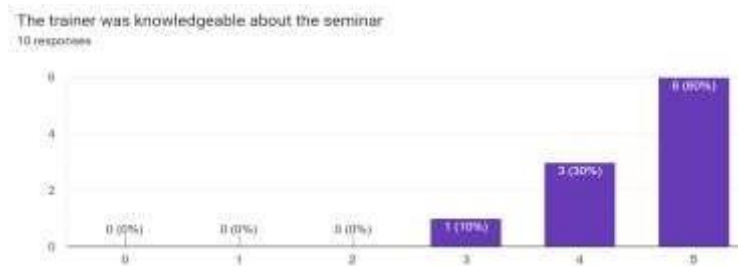 The trainer was knowledgeable about the seminar
10 responses
6
6 (60%)
4
3 (30%)
2
0 (0%) 0 (0%) 0 (0%) 1 (10%)
0
0 1 2 3 4 5